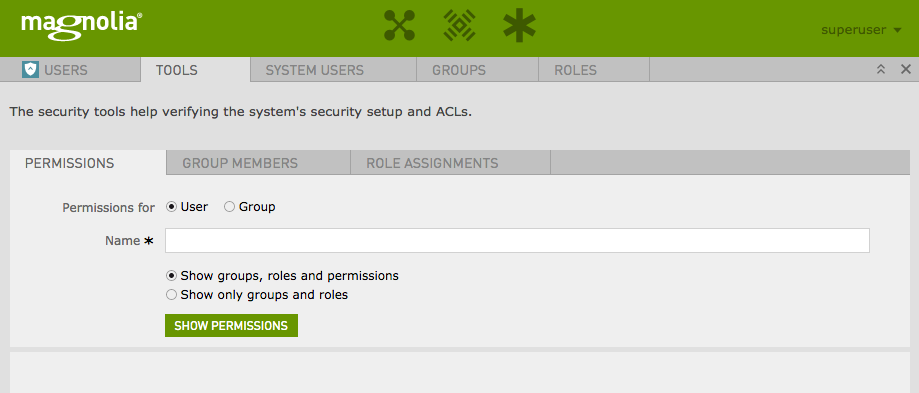 magnolia®
superuser
USERS TOOLS SYSTEM USERS GROUPS ROLES
The security tools help verifying the system's security setup and ACLs.
PERMISSIONS GROUP MEMBERS ROLE ASSIGNMENTS
Permissions for User Group
Name *
Show groups, roles and permissions
Show only groups and roles
SHOW PERMISSIONS